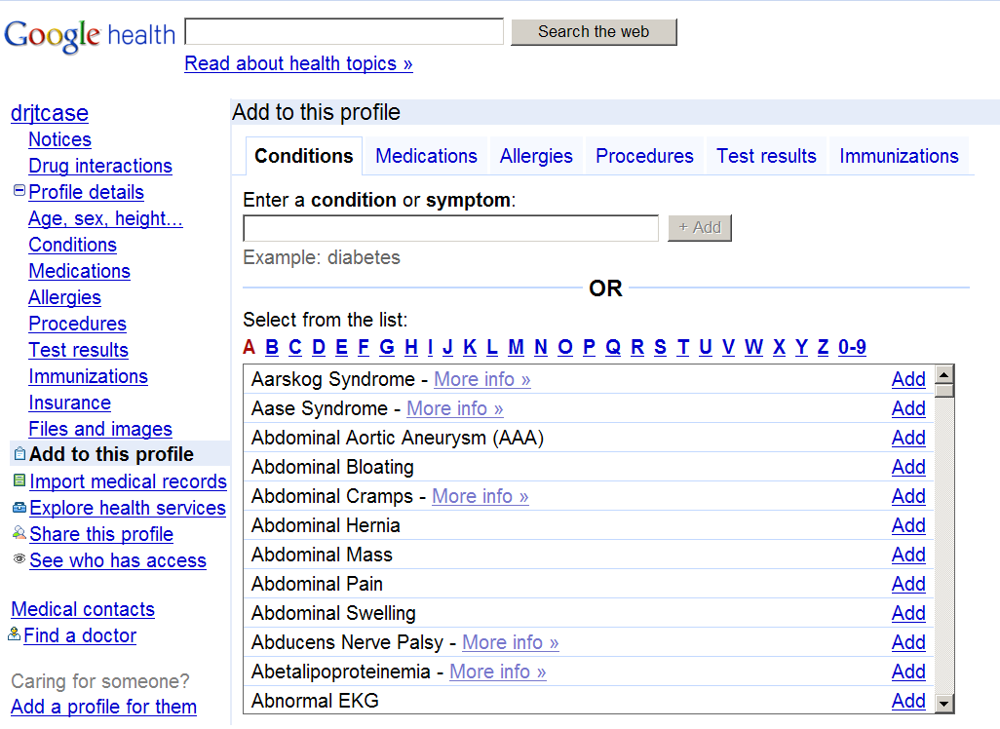 Google health
Search the web
Read about health topics »
drjtcase
Notices
Drug interactions
Profile details
Age, sex, height...
Conditions
Medications
Allergies
Procedures
Test results
Immunizations
Insurance
Files and images
Add to this profile
Import medical records
Explore health services
Share this profile
See who has access
Medical contacts
Find a doctor
Caring for someone?
Add a profile for them
Add to this profile
Conditions Medications Allergies Procedures Test results Immunizations
Enter a condition or symptom:
+ Add
Example: diabetes
OR
Select from the list:
A B C D E F G H I J K L M N O P Q R S T U V W X Y Z 0-9
Aarskog Syndrome - More info » Add
Aase Syndrome - More info » Add
Abdominal Aortic Aneurysm (AAA) Add
Abdominal Bloating Add
Abdominal Cramps - More info » Add
Abdominal Hernia Add
Abdominal Mass Add
Abdominal Pain Add
Abdominal Swelling Add
Abducens Nerve Palsy - More info » Add
Abetalipoproteinemia - More info » Add
Abnormal EKG Add